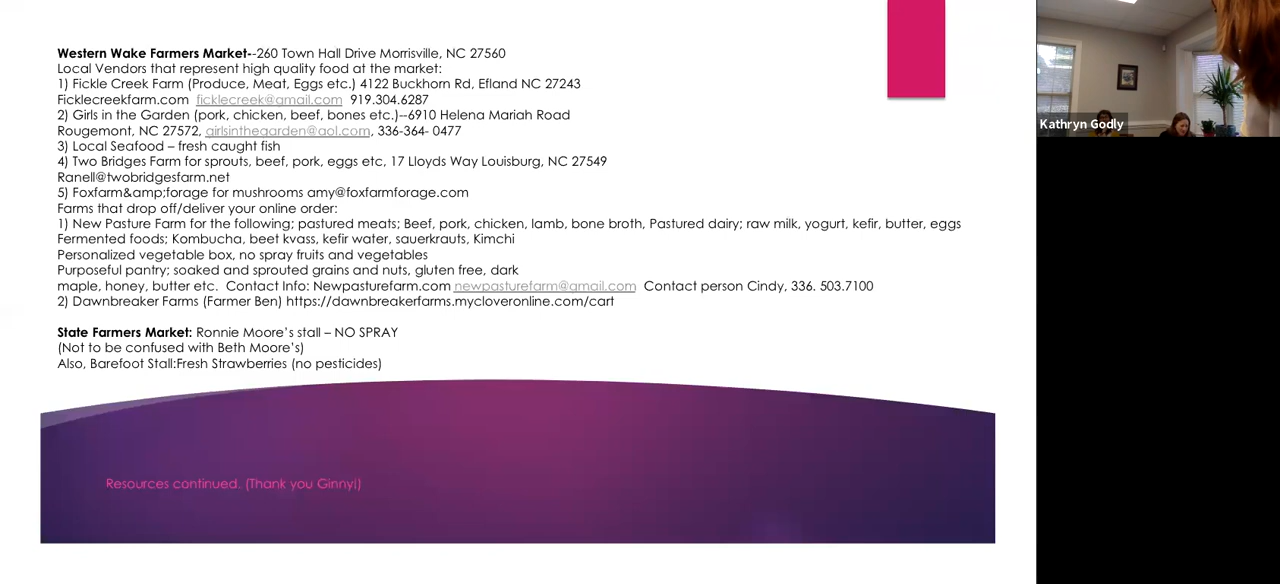 Western Wake Farmers Market--260 Town Hall Drive Morrisville, NC 27560
Local Vendors that represent high quality food at the market:
1) Fickle Creek Farm (Produce, Meat, Eggs etc.) 4122 Buckhorn Rd, Efland NC 27243
Ficklecreekfarm.com ficklecreek@gmail.com 919.304.6287
2) Girls in the Garden (pork, chicken, beef, bones etc.)--6910 Helena Mariah Road
Rougemont, NC 27572, girlsinthegarden@aol.com, 336-364- 0477
3) Local Seafood – fresh caught fish
4) Two Bridges Farm for sprouts, beef, pork, eggs etc, 17 Lloyds Way Louisburg, NC 27549
Ranell@twobridgesfarm.net
5) Foxfarm&amp;forage for mushrooms amy@foxfarmforage.com
Farms that drop off/deliver your online order:
1) New Pasture Farm for the following; pastured meats; Beef, pork, chicken, lamb, bone broth, Pastured dairy; raw milk, yogurt, kefir, butter, eggs
Fermented foods; Kombucha, beet kvass, kefir water, sauerkrauts, Kimchi
Personalized vegetable box, no spray fruits and vegetables
Purposeful pantry; soaked and sprouted grains and nuts, gluten free, dark
maple, honey, butter etc. Contact Info: Newpasturefarm.com newpasturefarm@gmail.com Contact person Cindy, 336. 503.7100
2) Dawnbreaker Farms (Farmer Ben) https://dawnbreakerfarms.mycloveronline.com/cart
State Farmers Market: Ronnie Moore's stall – NO SPRAY
(Not to be confused with Beth Moore's)
Also, Barefoot Stall:Fresh Strawberries (no pesticides)
Resources continued. (Thank you Ginny!)
Kathryn Godly